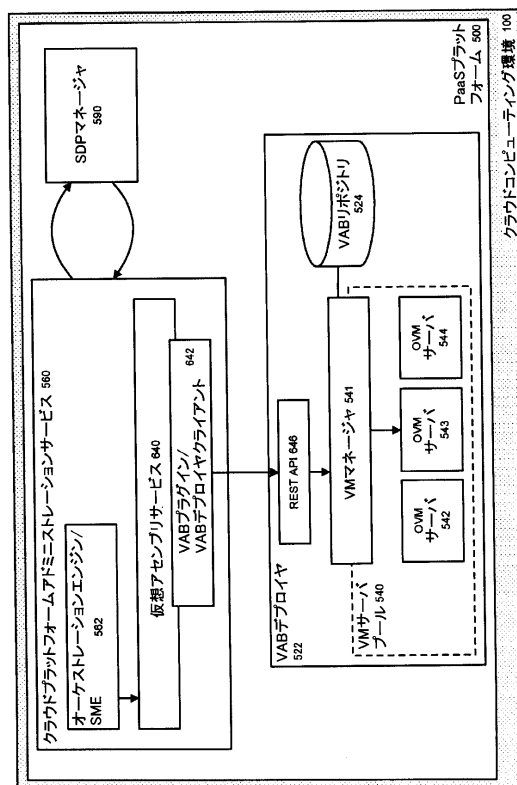 クラウドプラットフォームアドミニストレーションサービス 560
オーケストレーションエンジン/
SME
562
仮想アセンブリサービス 640
VABプラグイン/
VABデプロイヤクライアント
642
SDPマネージャ
590
VABデプロイヤ
522
REST API 646
VMマネージャ 541
VABリポジトリ
524
VMサーバ
プール 540
OVM
サーバ
542
OVM
サーバ
543
OVM
サーバ
544
PaaSプラット
フォーム 500
クラウドコンピューティング環境 100